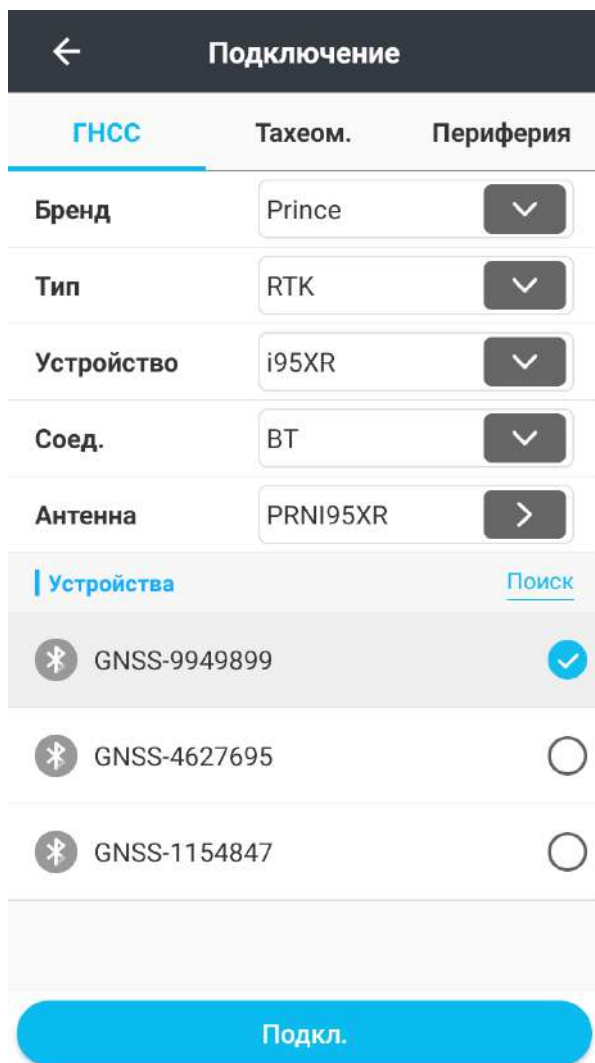 Подключение
ГНСС Тахеом. Периферия
Бренд Prince
Тип RTK
Устройство i95XR
Соед. BT
Антенна PRNI95XR
Устройства Поиск
GNSS-9949899
GNSS-4627695
GNSS-1154847
Подкл.